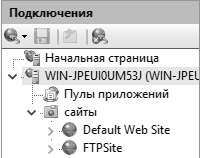 Подключения
Начальная страница
WIN-JPEUI0UM53J (WIN-JPEU
Пулы приложений
сайты
Default Web Site
FTPSite